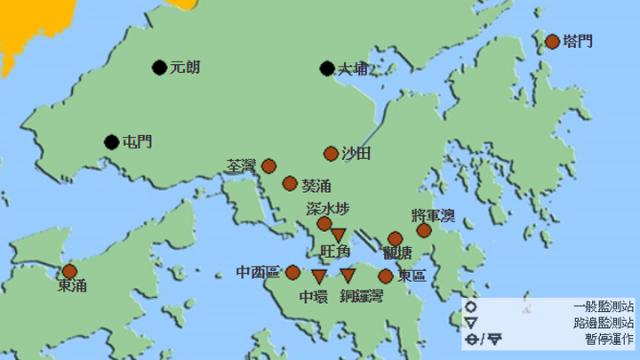 塔門
元朗
大埔
屯門
沙田
荃灣
葵涌
深水埗
將軍澳
旺角
觀塘
中西區
東區
東涌
中環
銅鑼灣
一般監測站
路邊監測站
/ 暫停運作